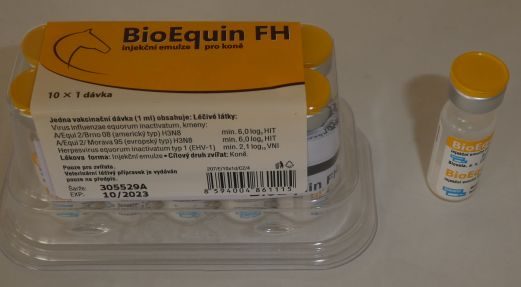 BioEquin FH
injekční emulze pro koně
10 × 1 dávka
Jedna vaksinační dávka (1 ml) obsahuje: Léčivé látky:
Virus influenzae equorum inactivatum, kmeny:
A/Equi 2/Brno 08 (americký typ) H3N8 min. 6,0 log₂ HIT
A/Equi 2/ Morava 95 (evropský typ) H3N8 min. 6,0 log₂ HIT
Herpesvirus equorum inactivatum typ 1 (EHV-1) min. 2,1 log₁₀ VNI
Léková forma: Injekční emulze • Cílový druh zvířat: Koně.
Pouze pro zvířata.
Veterinární léčivý přípravek je vydáván
pouze na předpis.
Šarže: 305529A
EXP: 10/2023
8 594004 861115
BioEqu
BioEqui